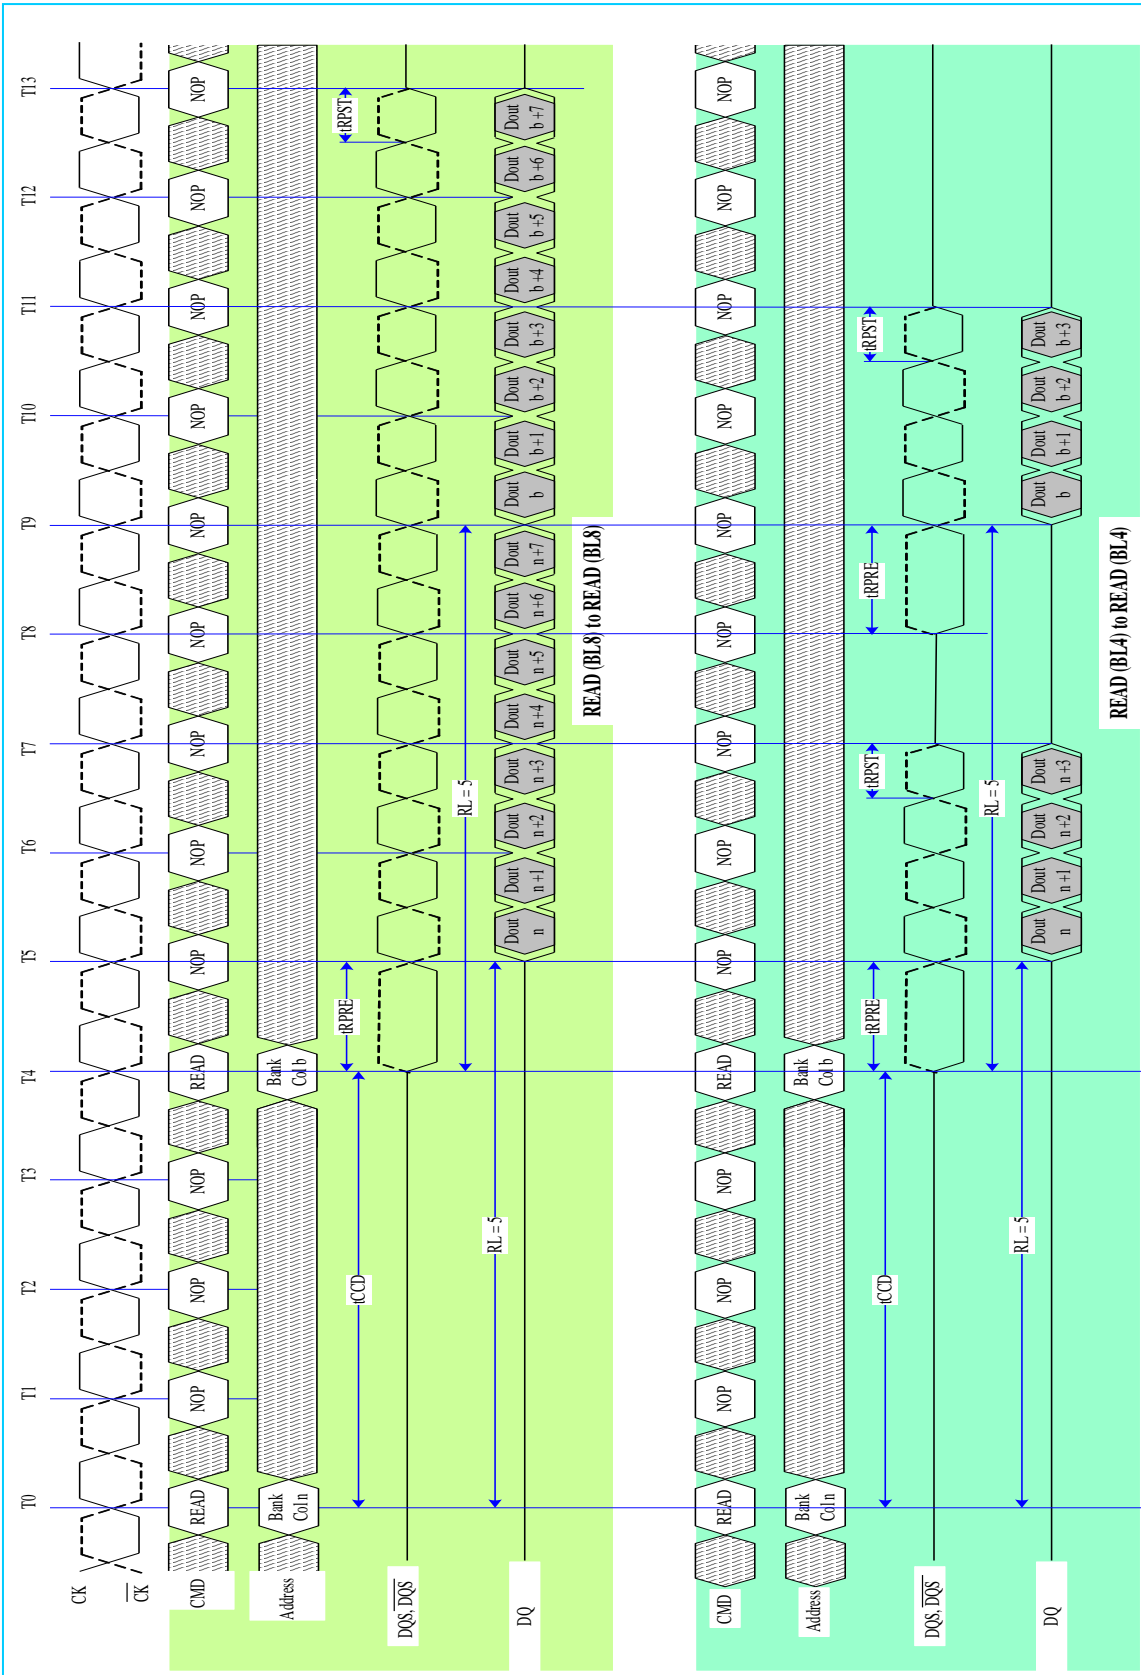 T0 T1 T2 T3 T4 T5 T6 T7 T8 T9 T10 T11 T12 T13
CK
CK
CMD READ NOP NOP NOP READ NOP NOP NOP NOP NOP NOP NOP NOP NOP
Address
Bank
Col n
Bank
Col b
tCCD tRPRE tRPST
DQS, DQS
RL = 5
RL = 5
DQ
Dout
n
Dout
n+1
Dout
n+2
Dout
n+3
Dout
n+4
Dout
n+5
Dout
n+6
Dout
n+7
Dout
b
Dout
b+1
Dout
b+2
Dout
b+3
Dout
b+4
Dout
b+5
Dout
b+6
Dout
b+7
READ (BL8) to READ (BL8)
CMD READ NOP NOP NOP READ NOP NOP NOP NOP NOP NOP NOP NOP NOP
Address
Bank
Col n
Bank
Col b
tCCD tRPRE tRPST tRPRE tRPST
DQS, DQS
RL = 5
RL = 5
DQ
Dout
n
Dout
n+1
Dout
n+2
Dout
n+3
Dout
b
Dout
b+1
Dout
b+2
Dout
b+3
READ (BL4) to READ (BL4)